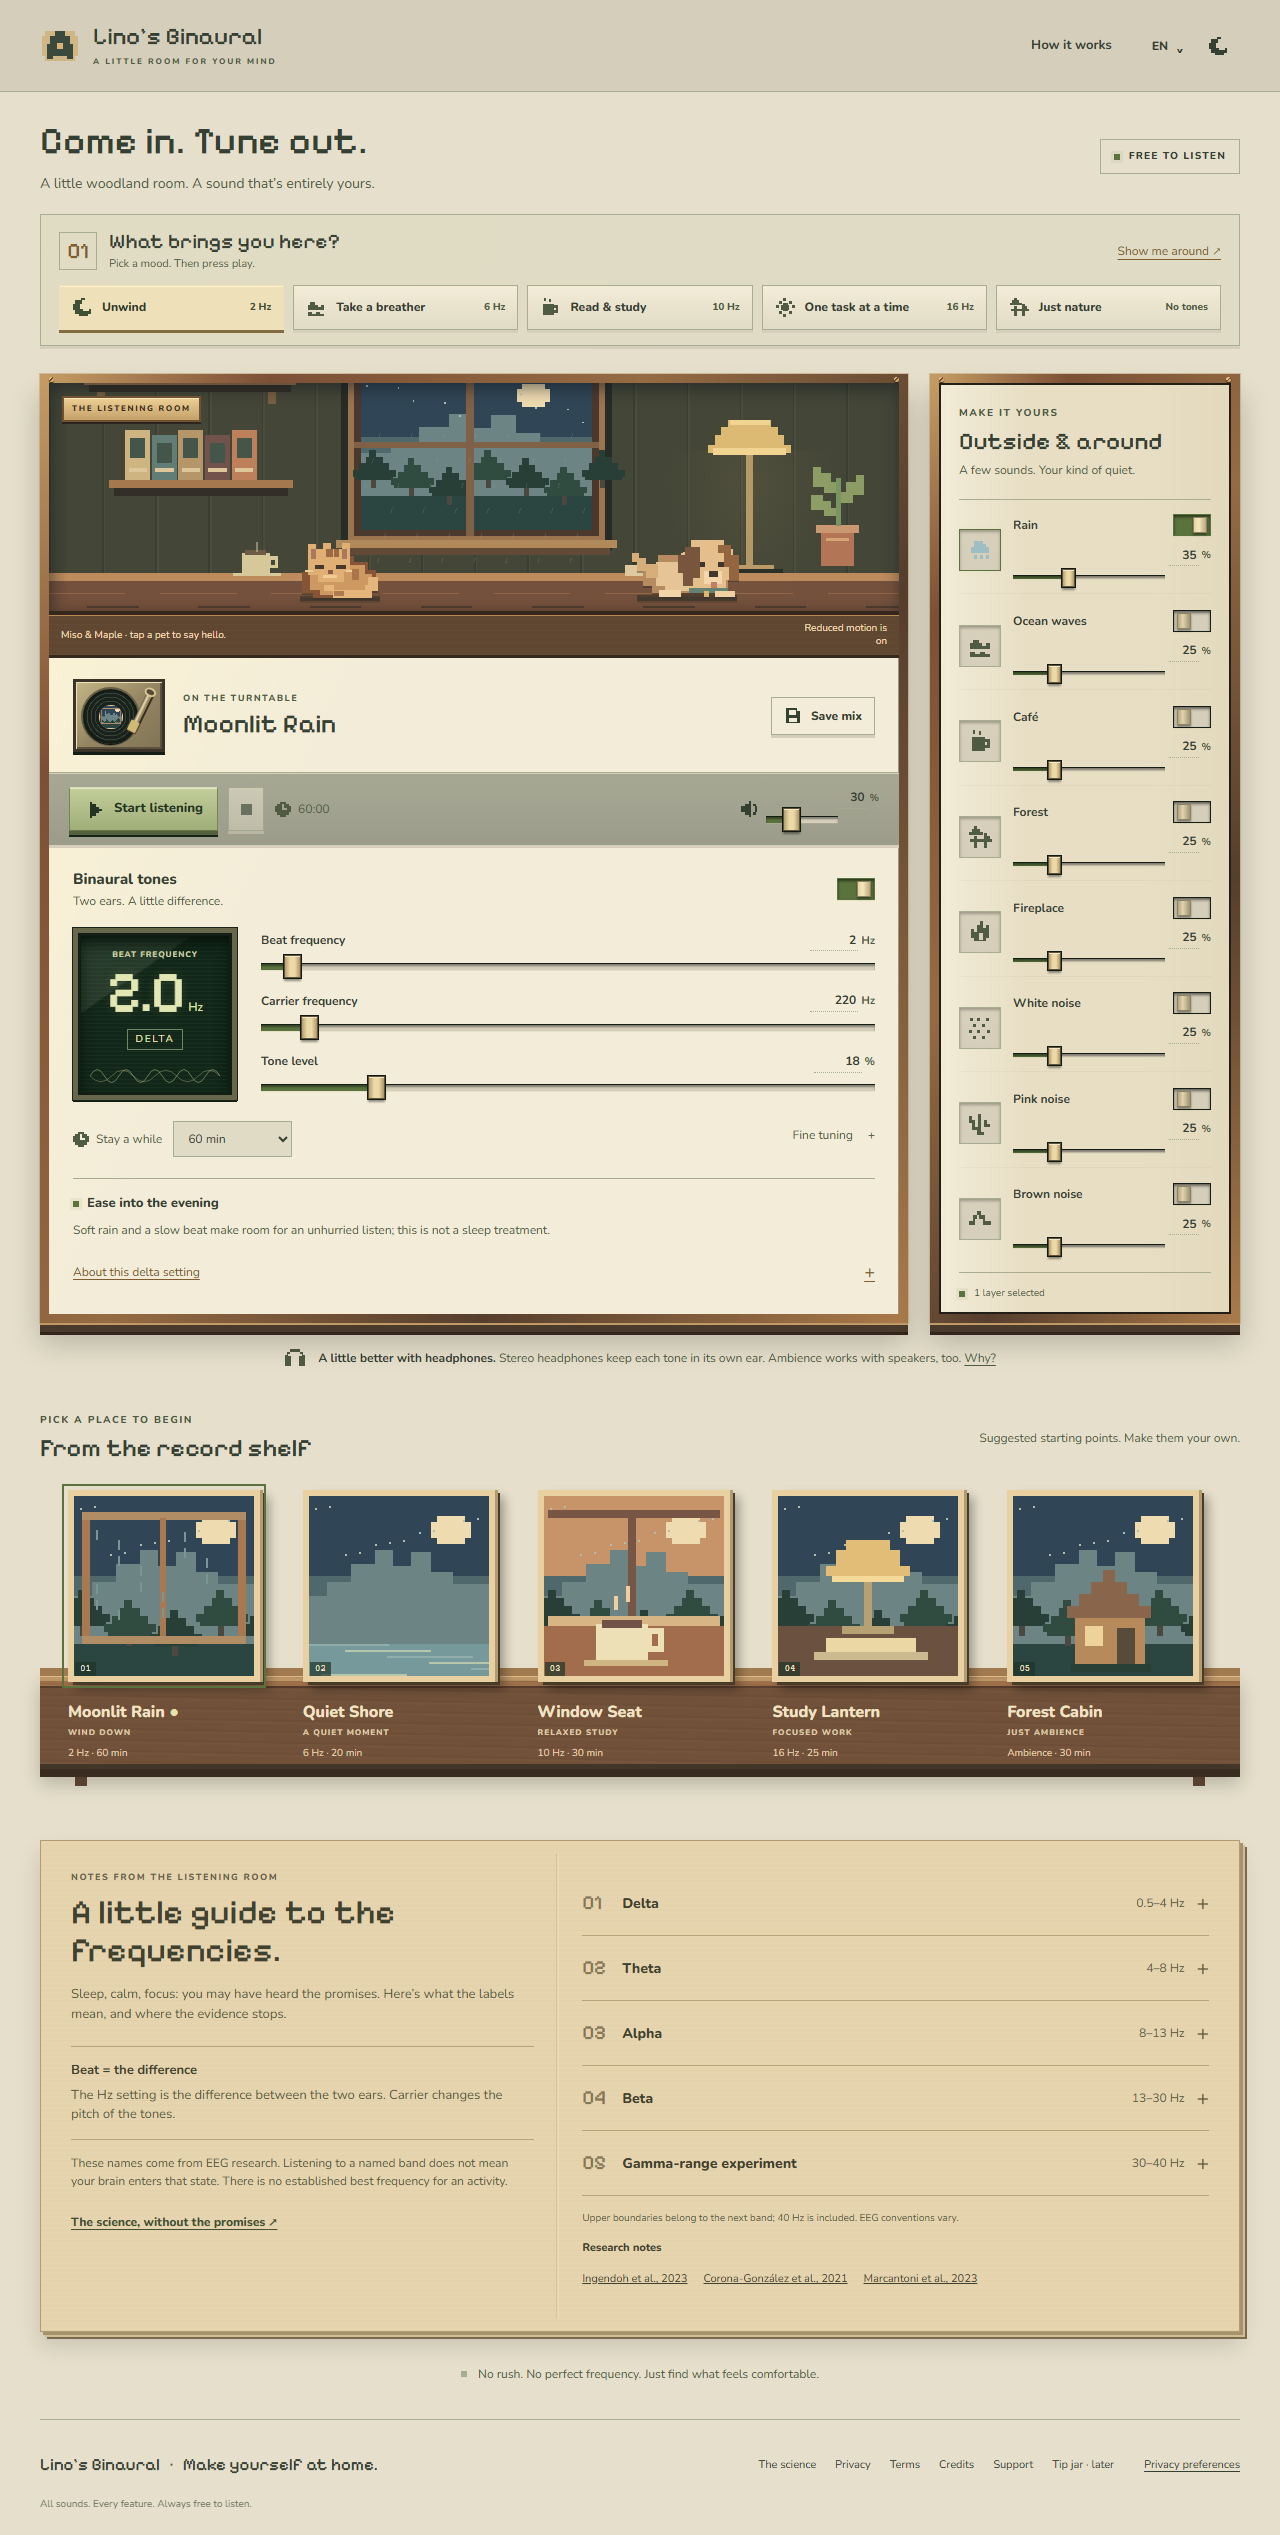 Lino's Binaural
A LITTLE ROOM FOR YOUR MIND
How it works
EN
Come in. Tune out.
A little woodland room. A sound that's entirely yours.
FREE TO LISTEN
01
What brings you here?
Pick a mood. Then press play.
Show me around ↗
Unwind 2 Hz
Take a breather 6 Hz
Read & study 10 Hz
One task at a time 16 Hz
Just nature No tones
THE LISTENING ROOM
Miso & Maple · tap a pet to say hello.
Reduced motion is
on
ON THE TURNTABLE
Moonlit Rain
Save mix
Start listening
60:00
30 %
Binaural tones
Two ears. A little difference.
BEAT FREQUENCY
2.0 Hz
DELTA
Beat frequency 2 Hz
Carrier frequency 220 Hz
Tone level 18 %
Stay a while 60 min
Fine tuning +
Ease into the evening
Soft rain and a slow beat make room for an unhurried listen; this is not a sleep treatment.
About this delta setting +
MAKE IT YOURS
Outside & around
A few sounds. Your kind of quiet.
Rain
35 %
Ocean waves
25 %
Café
25 %
Forest
25 %
Fireplace
25 %
White noise
25 %
Pink noise
25 %
Brown noise
25 %
1 layer selected
A little better with headphones. Stereo headphones keep each tone in its own ear. Ambience works with speakers, too. Why?
PICK A PLACE TO BEGIN
From the record shelf
Suggested starting points. Make them your own.
01
02
03
04
05
Moonlit Rain ●
WIND DOWN
2 Hz · 60 min
Quiet Shore
A QUIET MOMENT
6 Hz · 20 min
Window Seat
RELAXED STUDY
10 Hz · 30 min
Study Lantern
FOCUSED WORK
16 Hz · 25 min
Forest Cabin
JUST AMBIENCE
Ambience · 30 min
NOTES FROM THE LISTENING ROOM
A little guide to the
frequencies.
Sleep, calm, focus: you may have heard the promises. Here's what the labels
mean, and where the evidence stops.
Beat = the difference
The Hz setting is the difference between the two ears. Carrier changes the
pitch of the tones.
These names come from EEG research. Listening to a named band does not mean
your brain enters that state. There is no established best frequency for an activity.
The science, without the promises ↗
01 Delta 0.5–4 Hz +
02 Theta 4–8 Hz +
03 Alpha 8–13 Hz +
04 Beta 13–30 Hz +
05 Gamma-range experiment 30–40 Hz +
Upper boundaries belong to the next band; 40 Hz is included. EEG conventions vary.
Research notes
Ingendoh et al., 2023 Corona-González et al., 2021 Marcantoni et al., 2023
No rush. No perfect frequency. Just find what feels comfortable.
Lino's Binaural · Make yourself at home.
The science Privacy Terms Credits Support Tip jar · later Privacy preferences
All sounds. Every feature. Always free to listen.